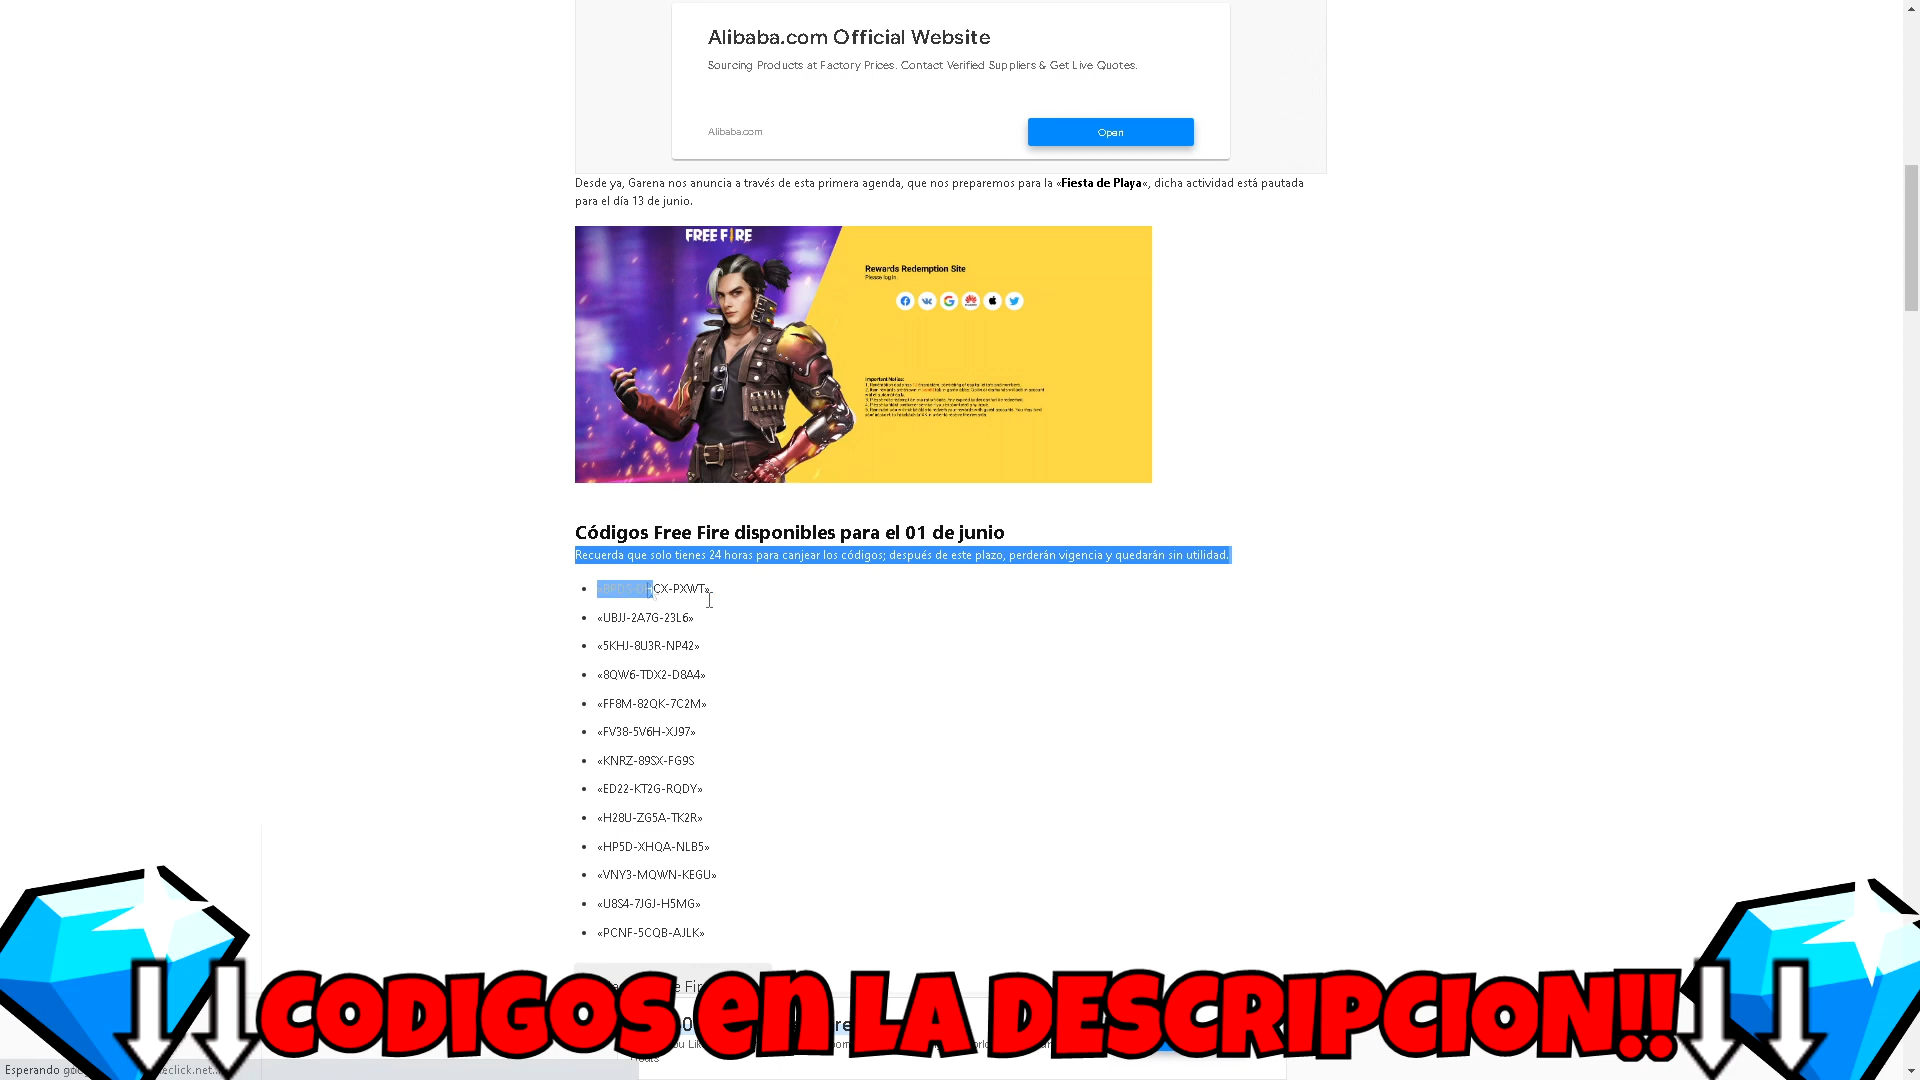 Alibaba.com Official Website
Sourcing Products at Factory Prices. Contact Verified Suppliers & Get Live Quotes.
Alibaba.com
Open
Desde ya, Garena nos anuncia a través de esta primera agenda, que nos preparemos para la «Fiesta de Playa«, dicha actividad está pautada
para el día 13 de junio.
FREE FIRE
Rewards Redemption Site
Please log in
Important Notice:
Códigos Free Fire disponibles para el 01 de junio
Recuerda que solo tienes 24 horas para canjear los códigos; después de este plazo, perderán vigencia y quedarán sin utilidad.
«UBJJ-2A7G-23L6»
«5KHJ-8U3R-NP42»
«8QW6-TDX2-D8A4»
«FF8M-82QK-7C2M»
«FV38-5V6H-XJ97»
«KNRZ-89SX-FG9S
«ED22-KT2G-RQDY»
«H28U-ZG5A-TK2R»
«HP5D-XHQA-NLB5»
«VNY3-MQWN-KEGU»
«U8S4-7JGJ-H5MG»
«PCNF-5CQB-AJLK»
CODIGOS en LA DESCRIPCION!!
Esperando